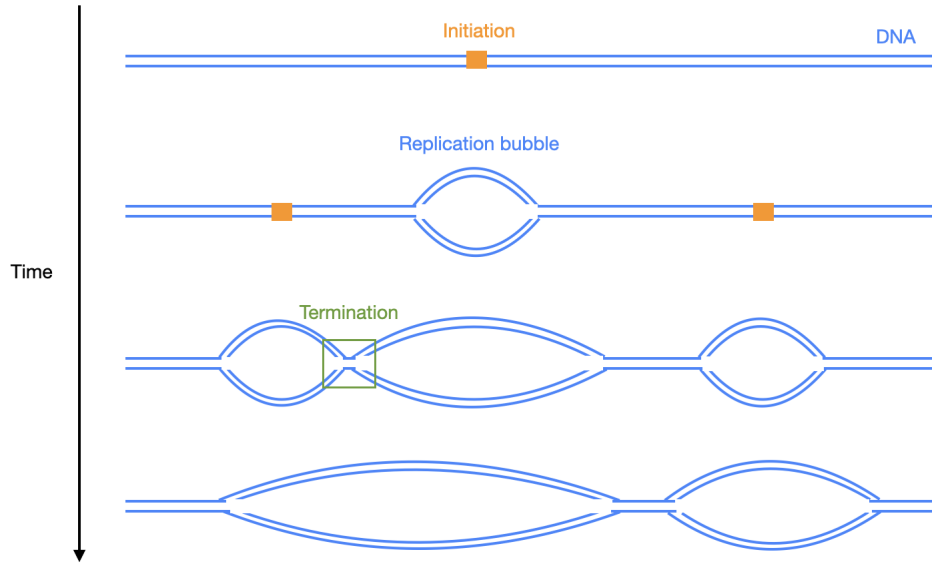 Initiation
DNA
Replication bubble
Time
Termination